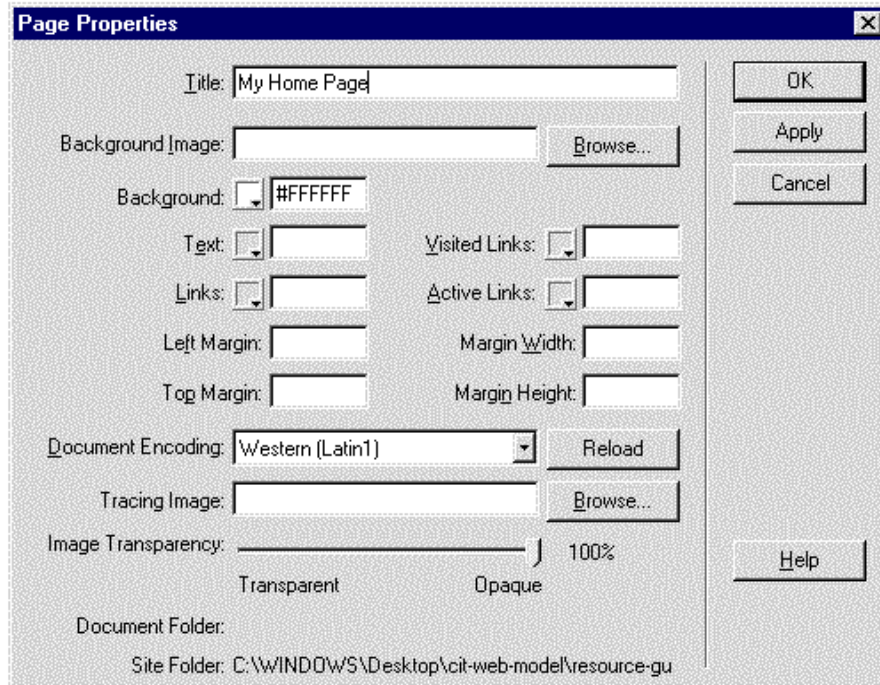 Page Properties
Title: My Home Page OK
Background Image: Browse... Apply
Background: #FFFFFF Cancel
Text: Visited Links:
Links: Active Links:
Left Margin: Margin Width:
Top Margin: Margin Height:
Document Encoding: Western (Latin1) Reload
Tracing Image: Browse...
Image Transparency: 100% Help
Transparent Opaque
Document Folder:
Site Folder: C:\WINDOWS\Desktop\cit-web-model\resource-gu